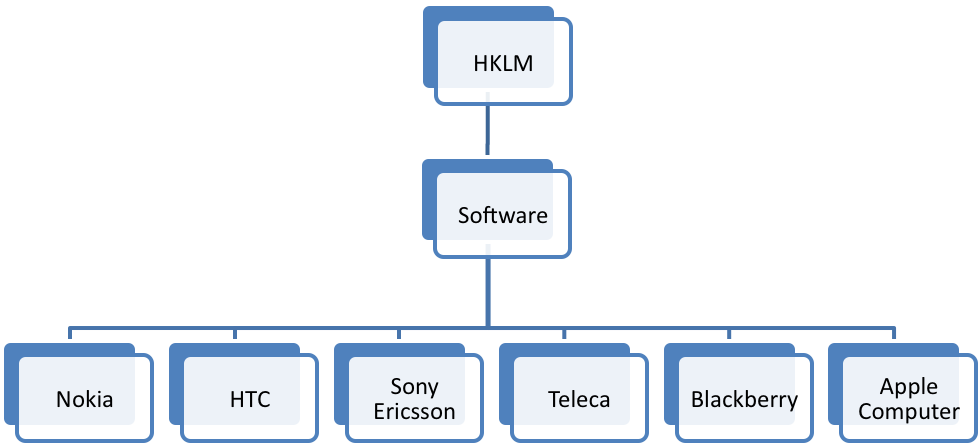 HKLM
Software
Nokia
HTC
Sony
Ericsson
Teleca
Blackberry
Apple
Computer